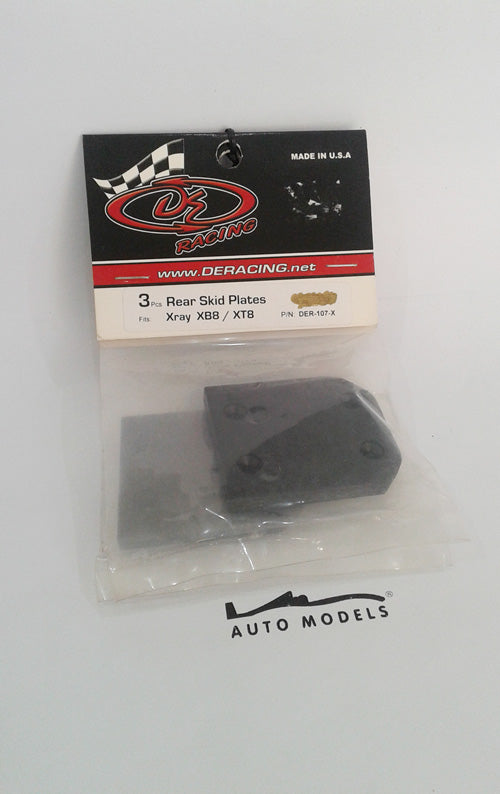 MADE IN U.S.A
DE
RACING
www.DERACING.net
3 Pcs. Rear Skid Plates
Fits: Xray XB8 / XT8 P/N: DER-107-X
AUTO MODELS®